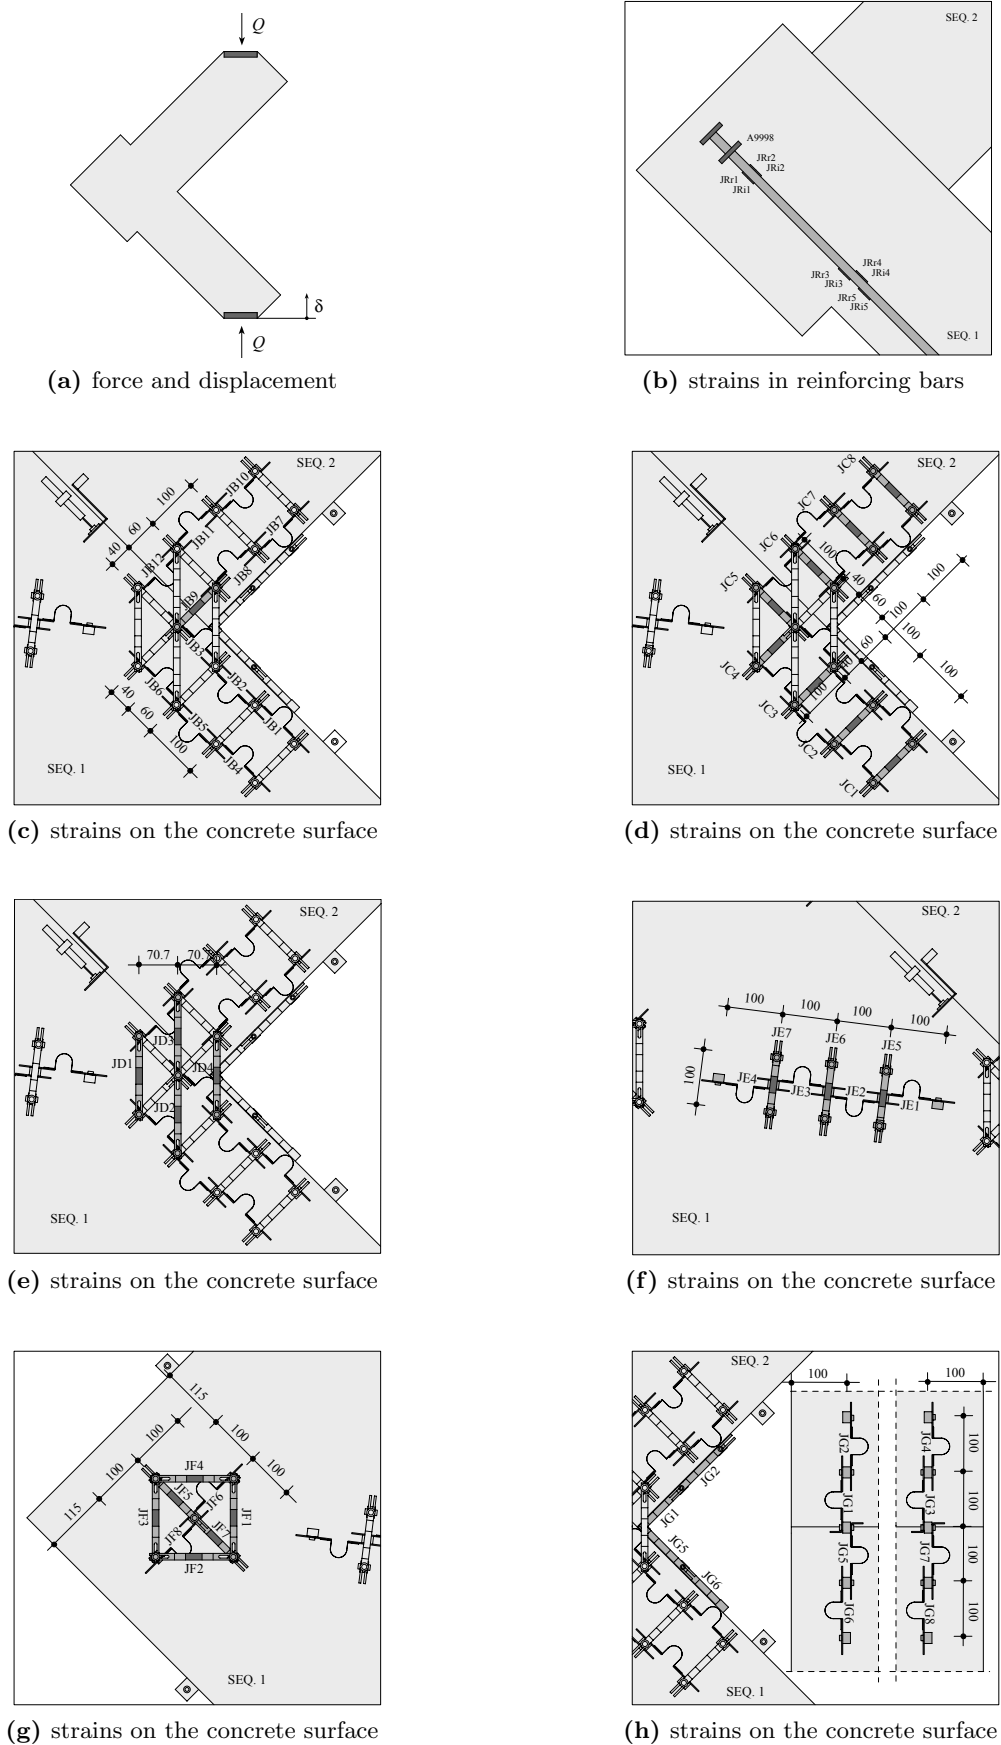 Q
δ
Q
(a) force and displacement
SEQ. 2
A9998
JRr2
JRi2
JRr1
JRi1
JRr4
JRi4
JRr3
JRi3
JRr5
JRi5
SEQ. 1
(b) strains in reinforcing bars
SEQ. 2
JB10
100
60
40
JB11
JB7
JB12
JB8
JB9
JB3
JB6
JB2
40
60
100
JB5
JB1
JB4
SEQ. 1
(c) strains on the concrete surface
SEQ. 2
JC8
JC7
JC6
100
JC5
40
60
100
100
100
60
100
40
JC4
100
JC3
JC2
JC1
SEQ. 1
(d) strains on the concrete surface
SEQ. 2
70.7
70.7
JD3
JD1
JD4
JD2
SEQ. 1
(e) strains on the concrete surface
SEQ. 2
100
100
100
100
JE7
JE6
JE5
100
JE4
JE3
JE2
JE1
SEQ. 1
(f) strains on the concrete surface
115
100
100
100
100
115
JF4
JF5
JF6
JF3
JF1
JF8
JF7
JF2
SEQ. 1
(g) strains on the concrete surface
SEQ. 2
100
100
JG2
JG4
100
JG2
JG1
JG3
100
JG1
JG5
JG5
JG7
100
JG6
JG6
JG8
100
SEQ. 1
(h) strains on the concrete surface